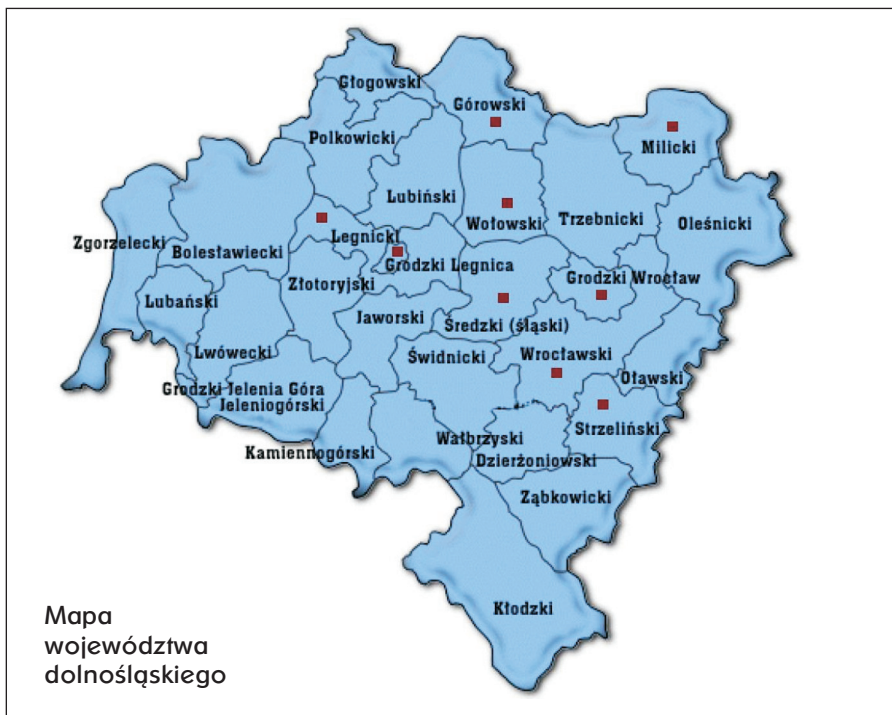 Głogowski
Górowski
Polkowicki
Milicki
Lubiński
Wołowski
Trzebnicki
Oleśnicki
Zgorzelecki
Bolesławiecki
Legnicki
Grodzki Legnica
Grodzki Wrocław
Złotoryjski
Lubański
Jaworski
Średzki (śląski)
Lwówecki
Świdnicki
Wrocławski
Oławski
Grodzki Jelenia Góra
Jeleniogórski
Strzeliński
Kamiennogórski
Wałbrzyski
Dzierżoniowski
Ząbkowicki
Kłodzki
Mapa
województwa
dolnośląskiego